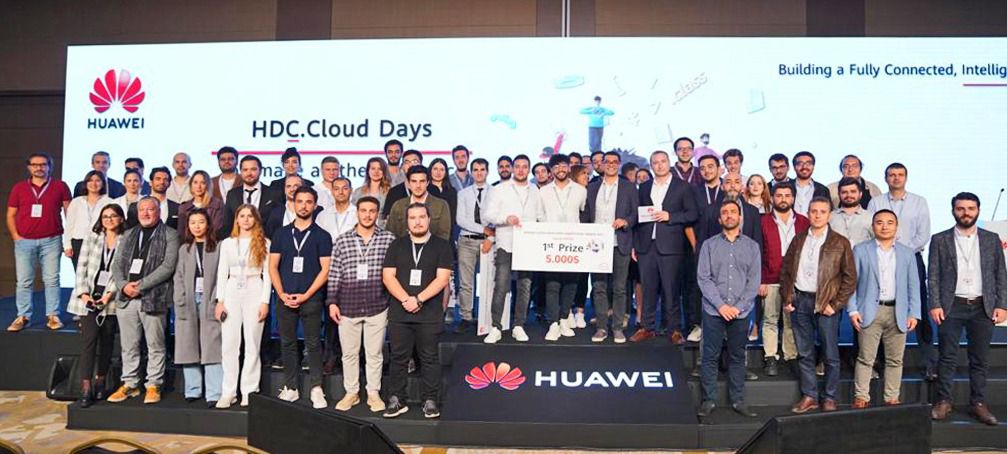 HUAWEI
HDC.Cloud Days
Building a Fully Connected, Intellig
class
1st Prize
5.000$
HUAWEI